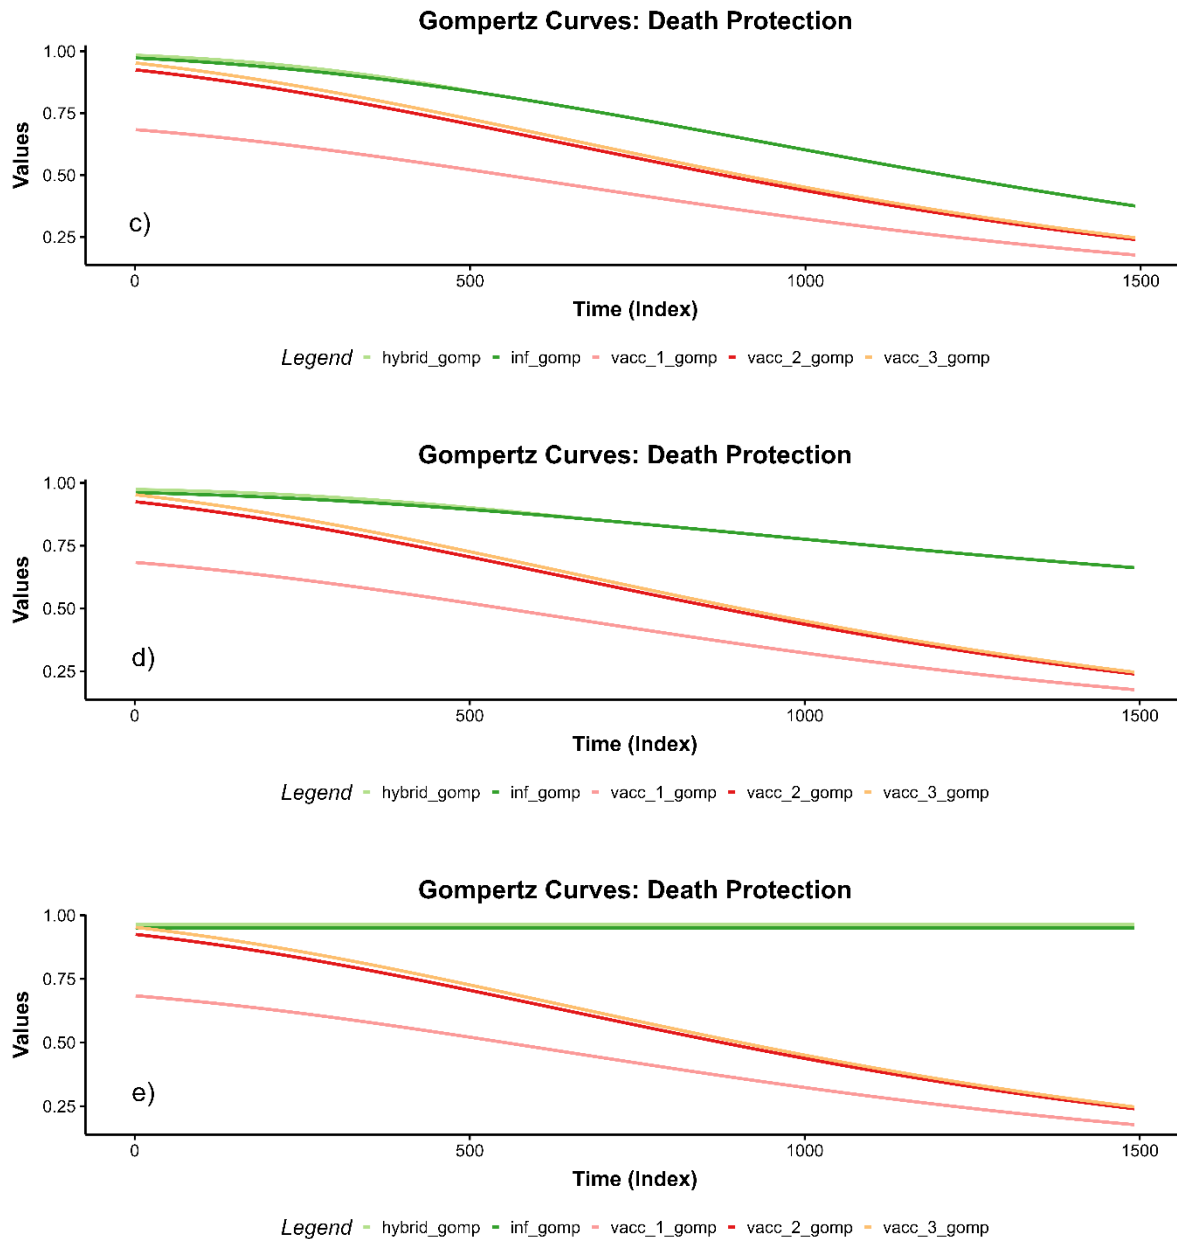 Gompertz Curves: Death Protection
1.00
0.75
0.50
0.25
Values
c)
0 500 1000 1500
Time (Index)
Legend hybrid_gomp inf_gomp vacc_1_gomp vacc_2_gomp vacc_3_gomp
Gompertz Curves: Death Protection
1.00
0.75
0.50
0.25
Values
d)
0 500 1000 1500
Time (Index)
Legend hybrid_gomp inf_gomp vacc_1_gomp vacc_2_gomp vacc_3_gomp
Gompertz Curves: Death Protection
1.00
0.75
0.50
0.25
Values
e)
0 500 1000 1500
Time (Index)
Legend hybrid_gomp inf_gomp vacc_1_gomp vacc_2_gomp vacc_3_gomp